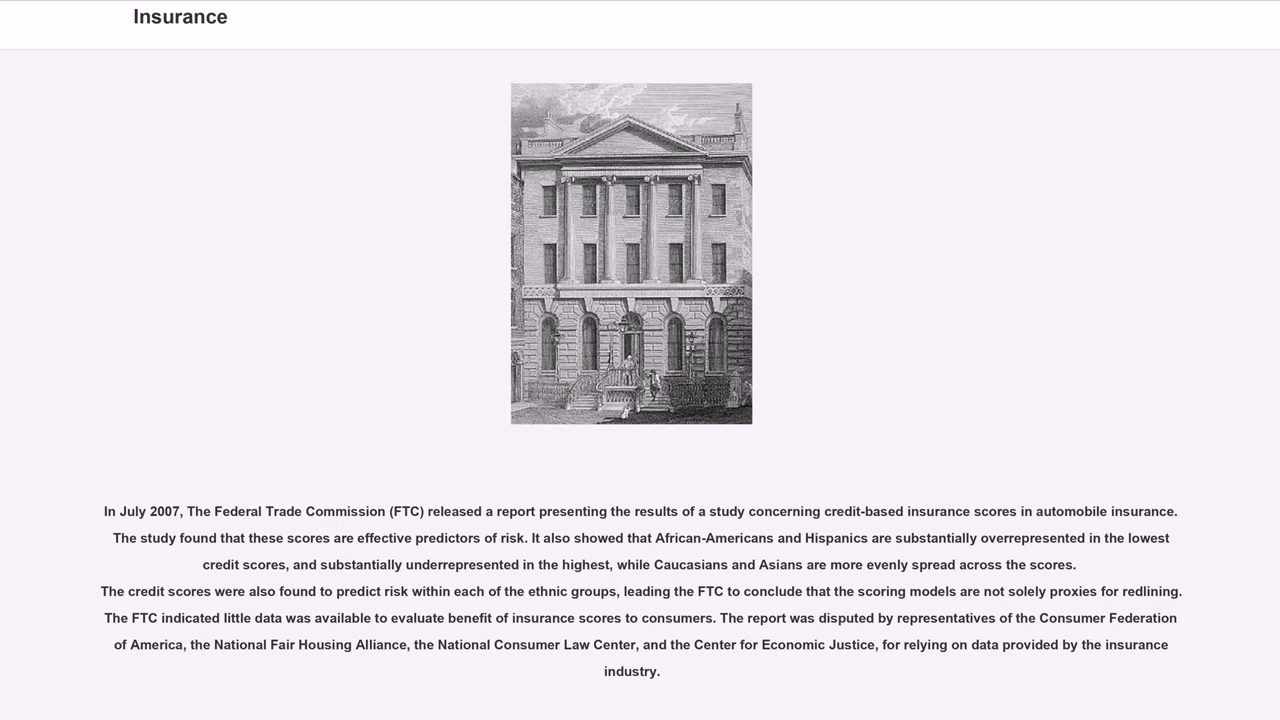 Insurance
In July 2007, The Federal Trade Commission (FTC) released a report presenting the results of a study concerning credit-based insurance scores in automobile insurance.
The study found that these scores are effective predictors of risk. It also showed that African-Americans and Hispanics are substantially overrepresented in the lowest
credit scores, and substantially underrepresented in the highest, while Caucasians and Asians are more evenly spread across the scores.
The credit scores were also found to predict risk within each of the ethnic groups, leading the FTC to conclude that the scoring models are not solely proxies for redlining.
The FTC indicated little data was available to evaluate benefit of insurance scores to consumers. The report was disputed by representatives of the Consumer Federation
of America, the National Fair Housing Alliance, the National Consumer Law Center, and the Center for Economic Justice, for relying on data provided by the insurance
industry.